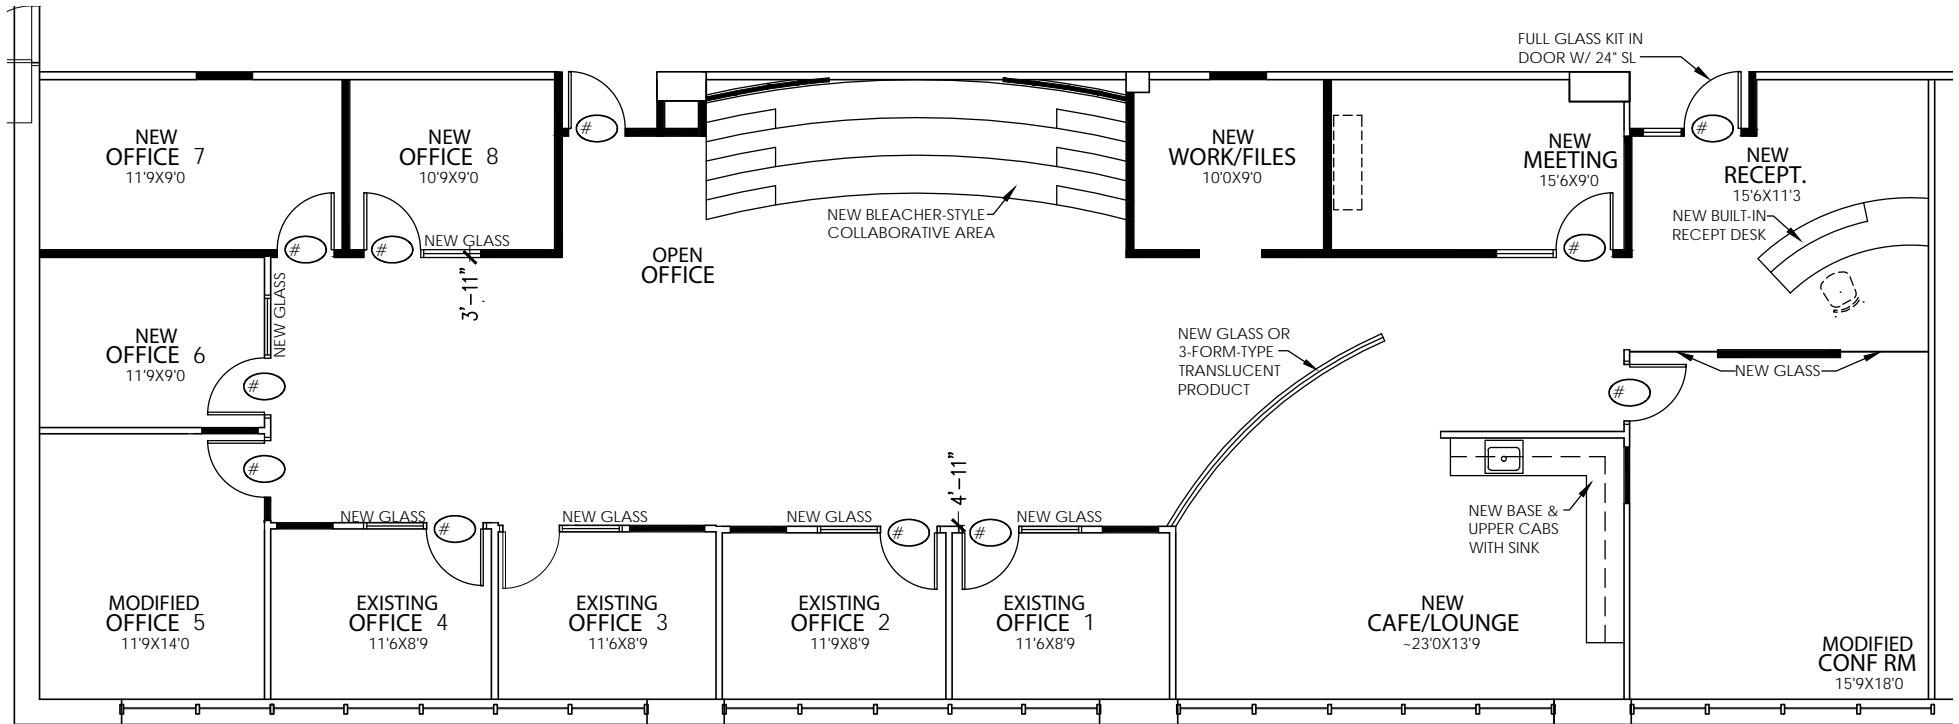 FULL GLASS KIT IN
DOOR W/ 24" SL
NEW
OFFICE 7
11'9X9'0
#
NEW
OFFICE 8
10'9X9'0
#
NEW GLASS
3'-11"
#
OPEN
OFFICE
NEW BLEACHER-STYLE
COLLABORATIVE AREA
NEW
WORK/FILES
10'0X9'0
NEW
MEETING
15'6X9'0
#
#
NEW
RECEPT.
15'6X11'3
NEW BUILT-IN
RECEPT DESK
NEW GLASS
NEW
OFFICE 6
11'9X9'0
NEW GLASS
#
#
NEW GLASS OR
3-FORM-TYPE
TRANSLUCENT
PRODUCT
#
MODIFIED
OFFICE 5
11'9X14'0
NEW GLASS
#
EXISTING
OFFICE 4
11'6X8'9
NEW GLASS
EXISTING
OFFICE 3
11'6X8'9
NEW GLASS
#
EXISTING
OFFICE 2
11'9X8'9
4'-11"
#
NEW GLASS
EXISTING
OFFICE 1
11'6X8'9
NEW BASE &
UPPER CABS
WITH SINK
NEW
CAFE/LOUNGE
~23'0X13'9
MODIFIED
CONF RM
15'9X18'0